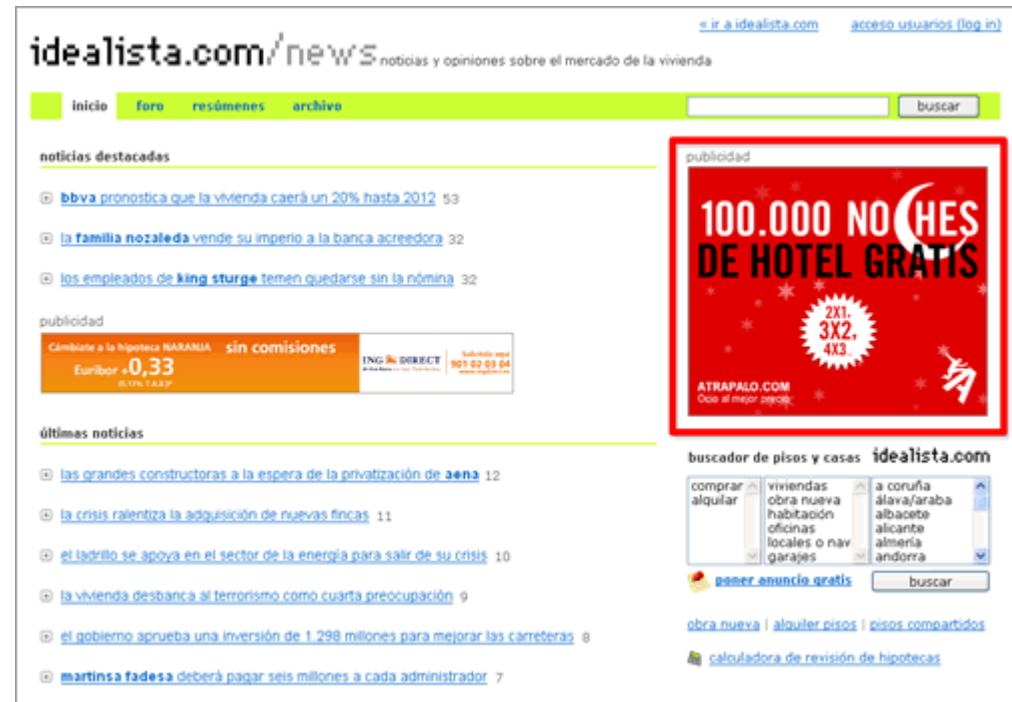 « ir a idealista.com acceso usuarios (log in)
idealista.com/news noticias y opiniones sobre el mercado de la vivienda
inicio foro resúmenes archivo buscar
noticias destacadas
bbva pronostica que la vivienda caerá un 20% hasta 2012 53
la familia nozaleda vende su imperio a la banca acreedora 32
los empleados de king sturge temen quedarse sin la nómina 32
publicidad
Cámbiate a la hipoteca NARANJA sin comisiones
Euribor +0,33
ING DIRECT
Solicítala aquí
901 02 03 04
www.ingdirect.es
últimas noticias
las grandes constructoras a la espera de la privatización de aena 12
la crisis ralentiza la adquisición de nuevas fincas 11
el ladrillo se apoya en el sector de la energía para salir de su crisis 10
la vivienda desbanca al terrorismo como cuarta preocupación 9
el gobierno aprueba una inversión de 1.298 millones para mejorar las carreteras 8
martinsa fadesa deberá pagar seis millones a cada administrador 7
publicidad
100.000 NOCHES
DE HOTEL GRATIS
2X1,
3X2,
4X3...
ATRAPALO.COM
Ocio al mejor precio
buscador de pisos y casas idealista.com
comprar viviendas a coruña
alquilar obra nueva álava/araba
habitación albacete
oficinas alicante
locales o nav almería
garajes andorra
poner anuncio gratis buscar
obra nueva | alquiler pisos | pisos compartidos
calculadora de revisión de hipotecas